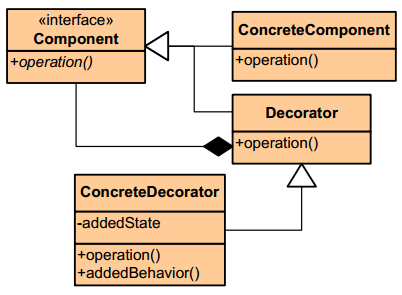 «interface»
Component
+operation()
ConcreteComponent
+operation()
Decorator
+operation()
ConcreteDecorator
-addedState
+operation()
+addedBehavior()